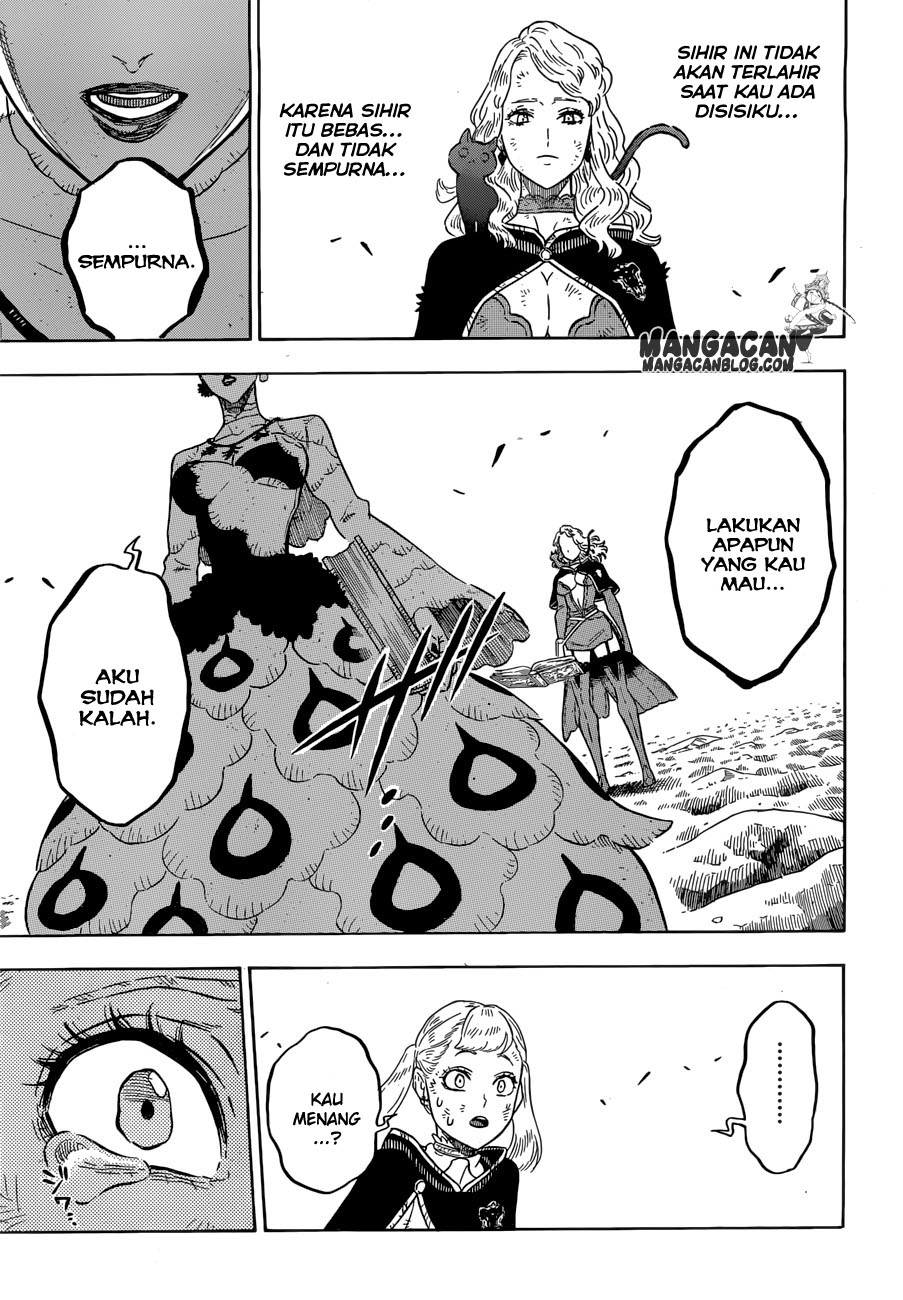 SIHIR INI TIDAK
AKAN TERLAHIR
SAAT KAU ADA
DISISIKU...
KARENA SIHIR
ITU BEBAS...
DAN TIDAK
SEMPURNA...
...
SEMPURNA.
MANGACAN
MANGACANBLOG.COM
LAKUKAN
APAPUN
YANG KAU
MAU...
AKU
SUDAH
KALAH.
..........
KAU
MENANG
...?